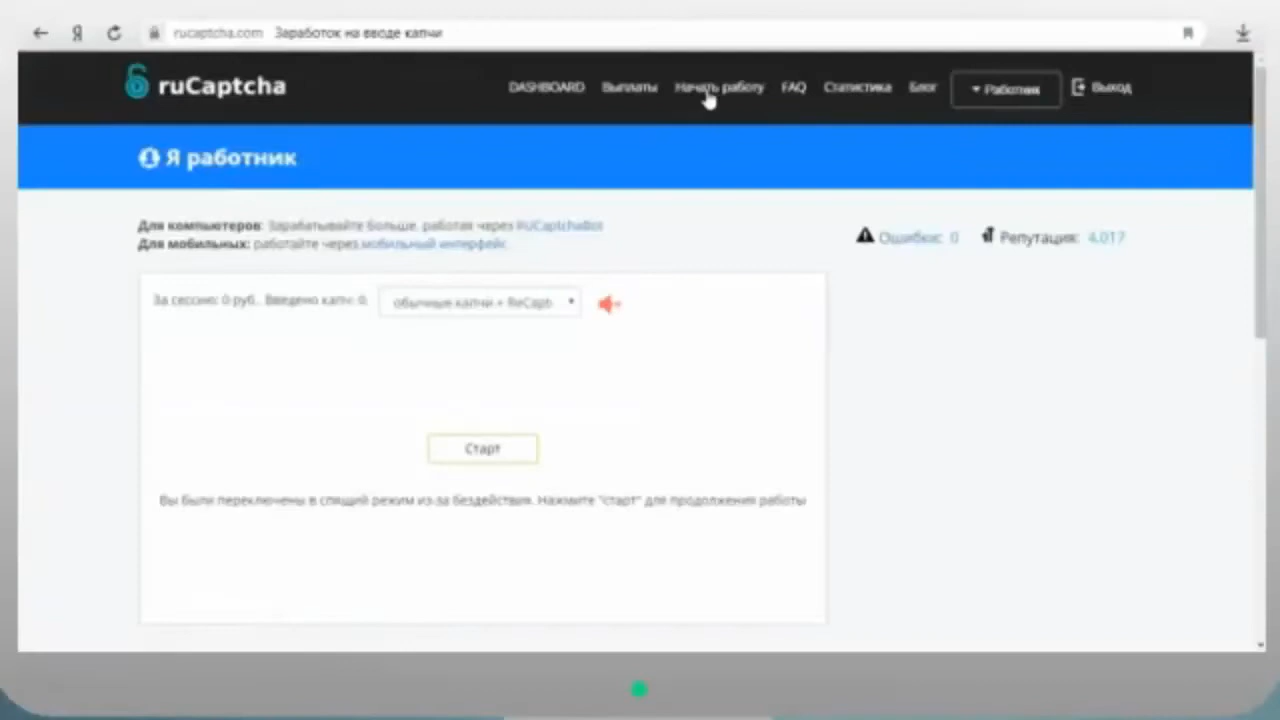 rucaptcha.com Заработок на вводе капчи
ruCaptcha
DASHBOARD Выплаты Начать работу FAQ Статистика Блог Работник Выход
Я работник
Для компьютеров: Зарабатывайте больше, работая через RUCaptchaBot
Для мобильных: работайте через мобильный интерфейс
Ошибки: 0 Репутация: 4.017
За сессию: 0 руб. Введено капч: 0.
обычные капчи + ReCapt
Старт
Вы были переключены в спящий режим из-за бездействия. Нажмите "старт" для продолжения работы